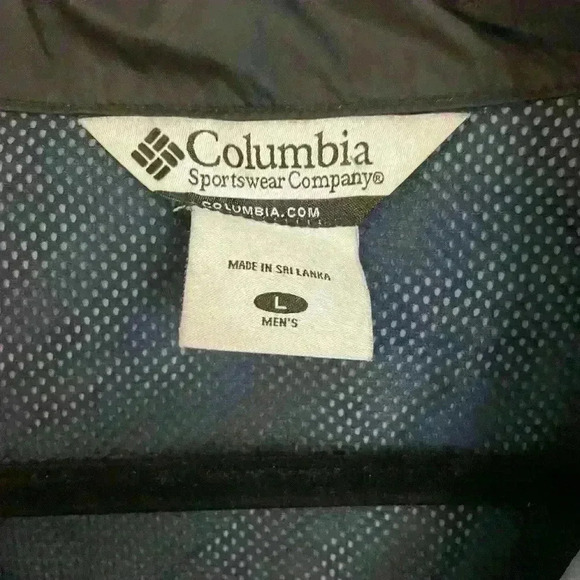 Columbia
Sportswear Company®
COLUMBIA.COM
MADE IN SRI LANKA
L
MEN'S